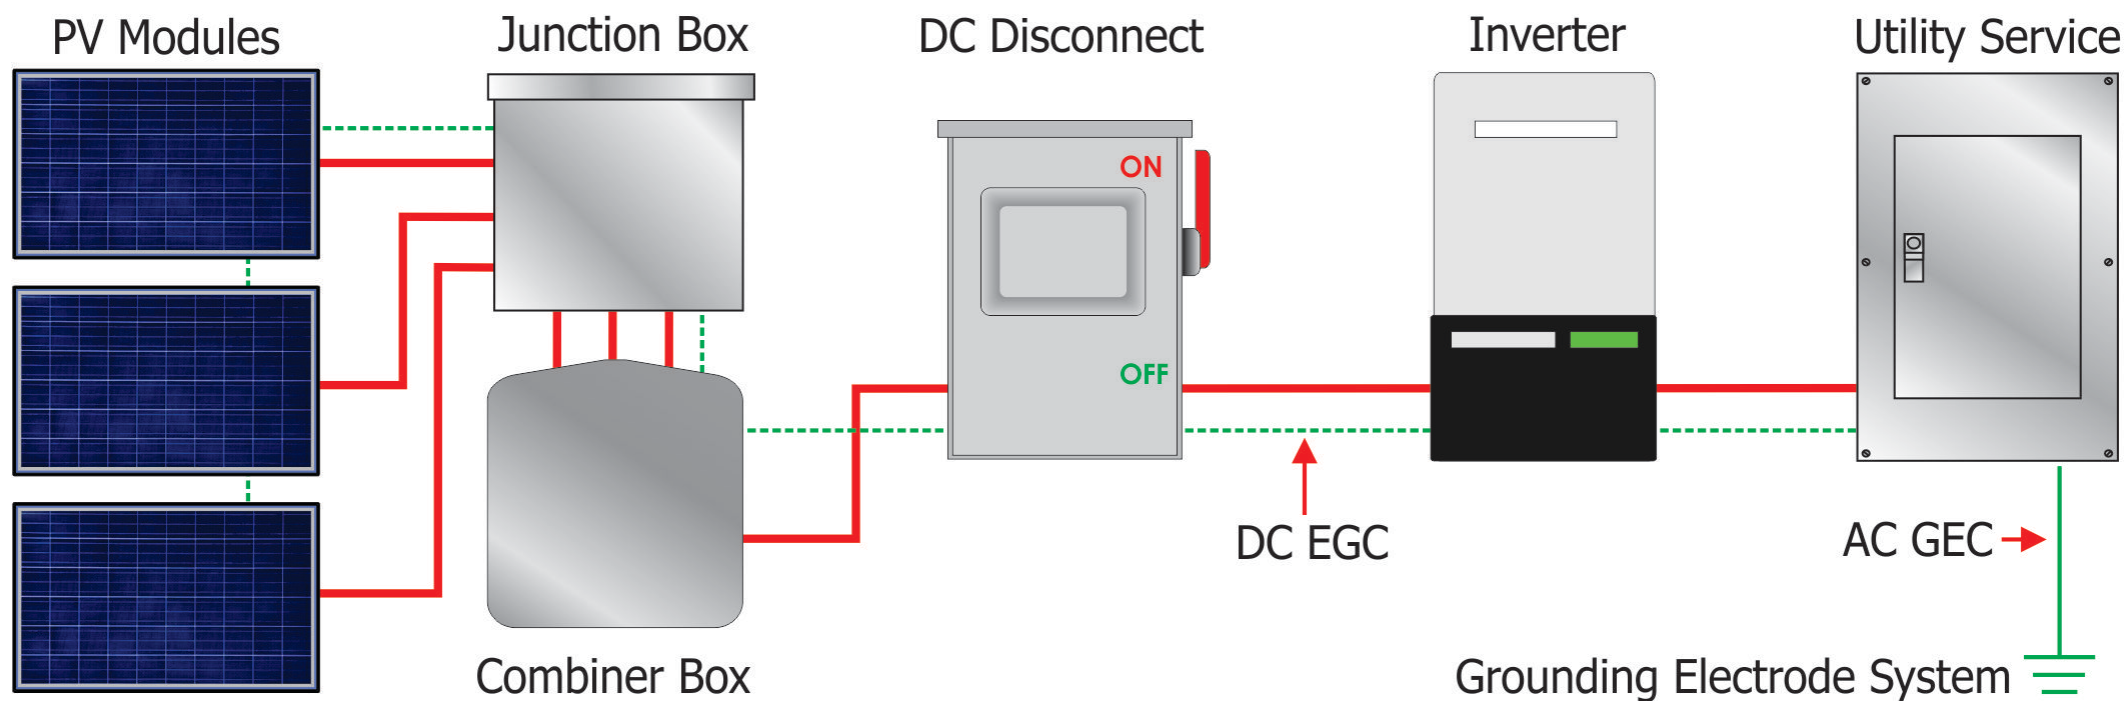 PV Modules
Junction Box
DC Disconnect
Inverter
Utility Service
ON
OFF
DC EGC
AC GEC
Combiner Box
Grounding Electrode System